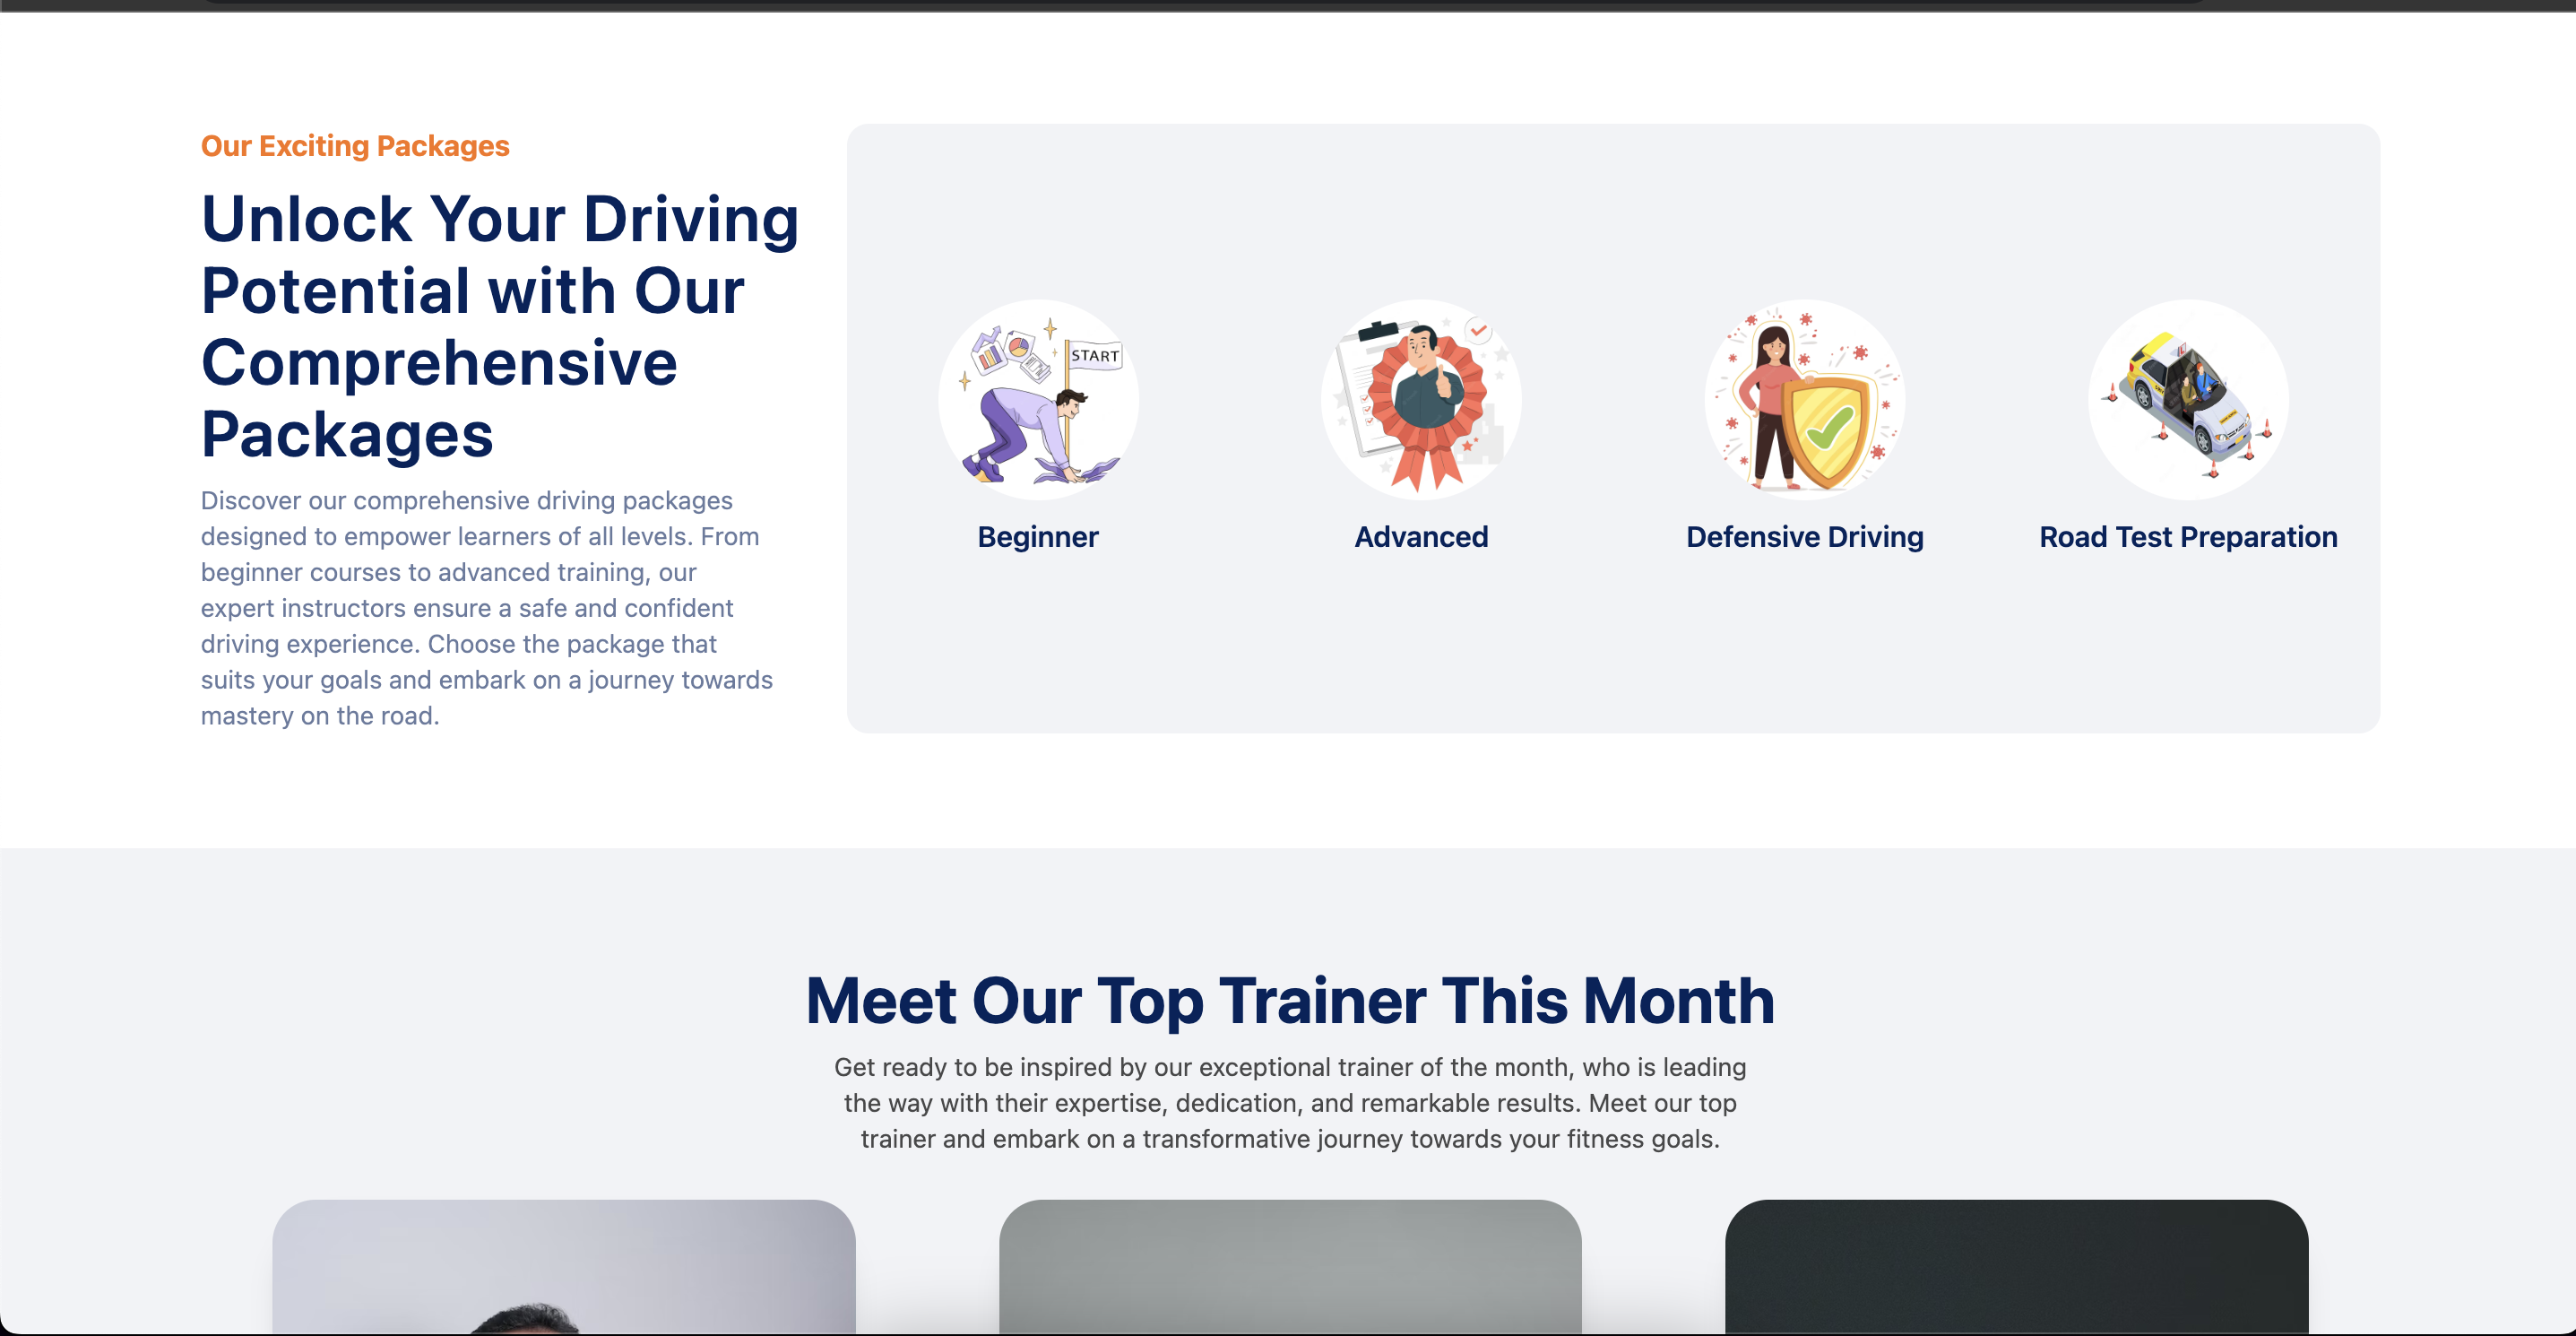 Our Exciting Packages
Unlock Your Driving
Potential with Our
Comprehensive
Packages
Discover our comprehensive driving packages
designed to empower learners of all levels. From
beginner courses to advanced training, our
expert instructors ensure a safe and confident
driving experience. Choose the package that
suits your goals and embark on a journey towards
mastery on the road.
START
Beginner
Advanced
Defensive Driving
Road Test Preparation
Meet Our Top Trainer This Month
Get ready to be inspired by our exceptional trainer of the month, who is leading
the way with their expertise, dedication, and remarkable results. Meet our top
trainer and embark on a transformative journey towards your fitness goals.